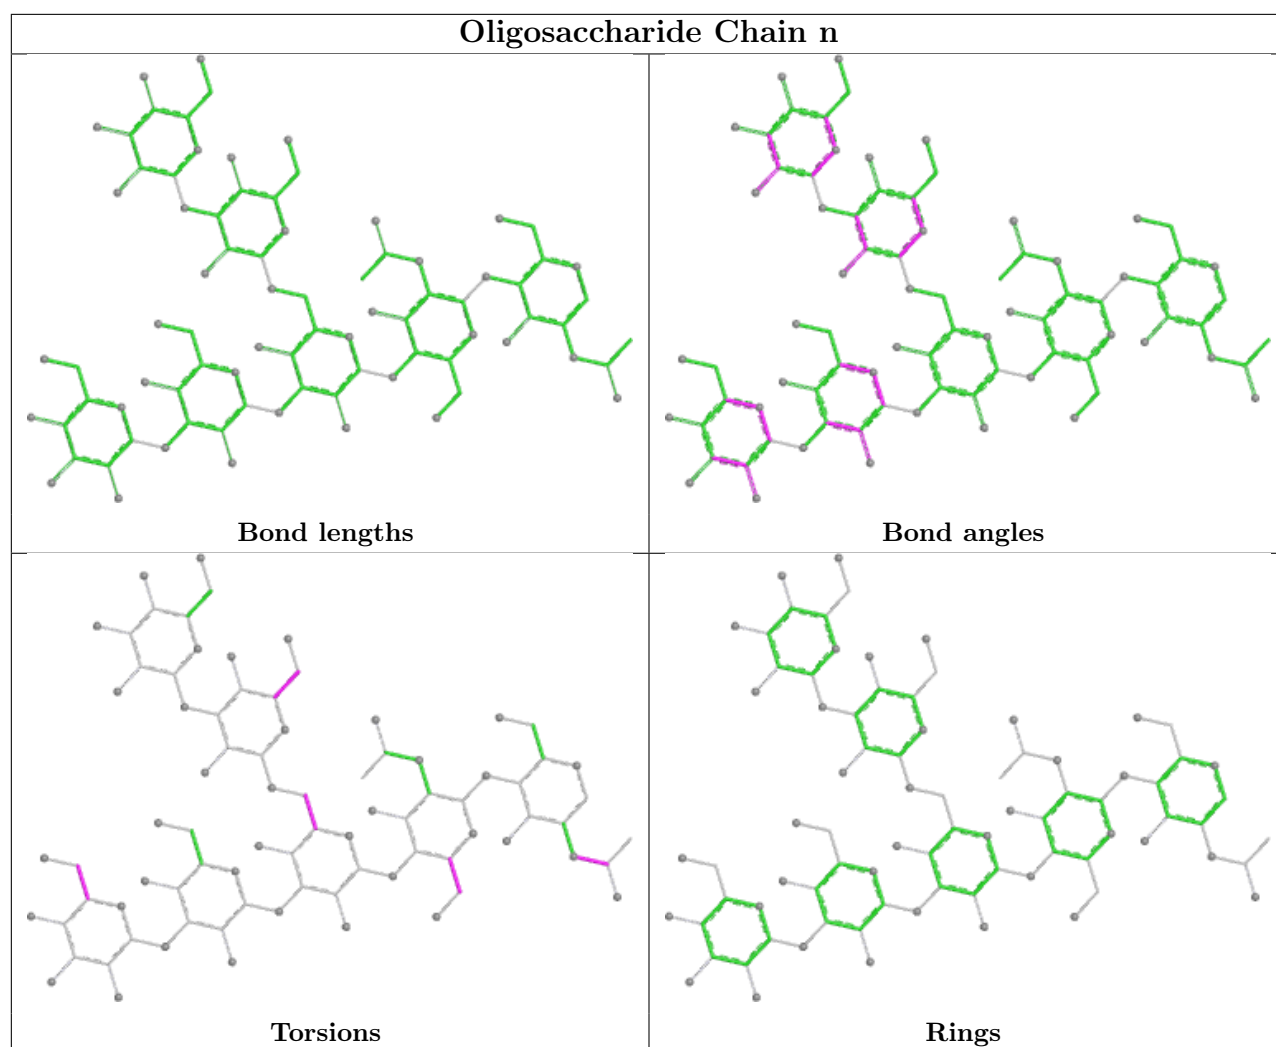 Oligosaccharide Chain n
Bond lengths
Bond angles
Torsions
Rings